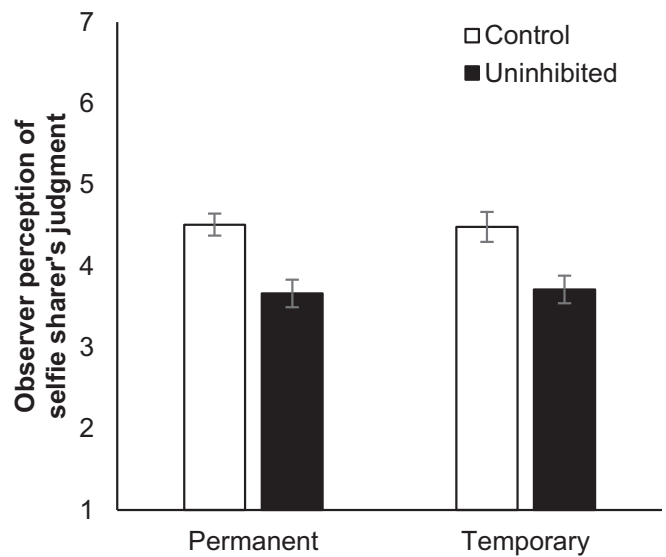 7
6
5
4
3
2
1
Observer perception of
selfie sharer's judgment
Control
Uninhibited
Permanent
Temporary